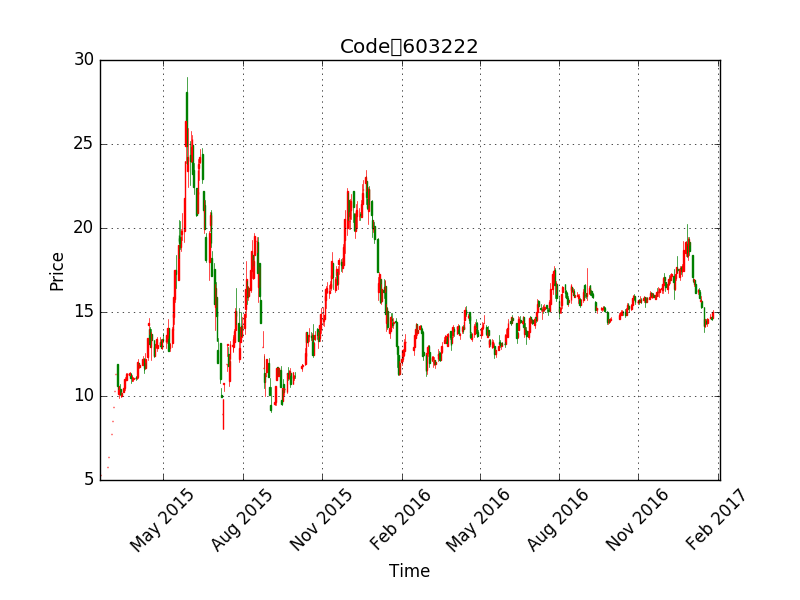 Code▯603222
30
25
20
15
10
5
Price
May 2015
Aug 2015
Nov 2015
Feb 2016
May 2016
Aug 2016
Nov 2016
Feb 2017
Time